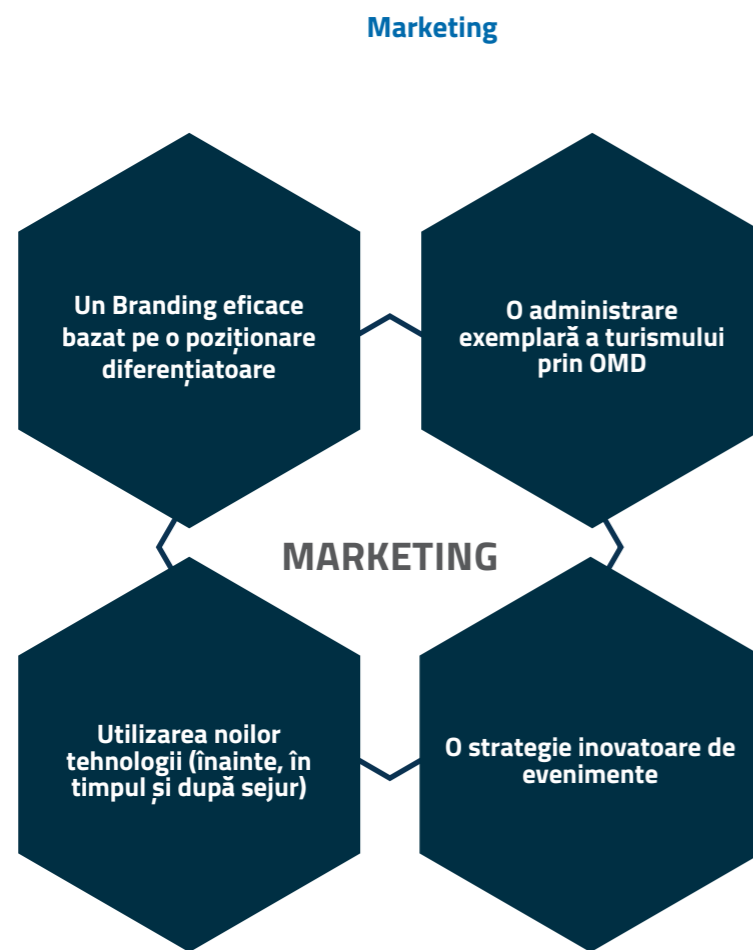 Marketing
Un Branding eficace
bazat pe o poziționare
diferențiatoare
O administrare
exemplară a turismului
prin OMD
MARKETING
Utilizarea noilor
tehnologii (înainte, în
timpul și după sejur)
O strategie inovatoare de
evenimente